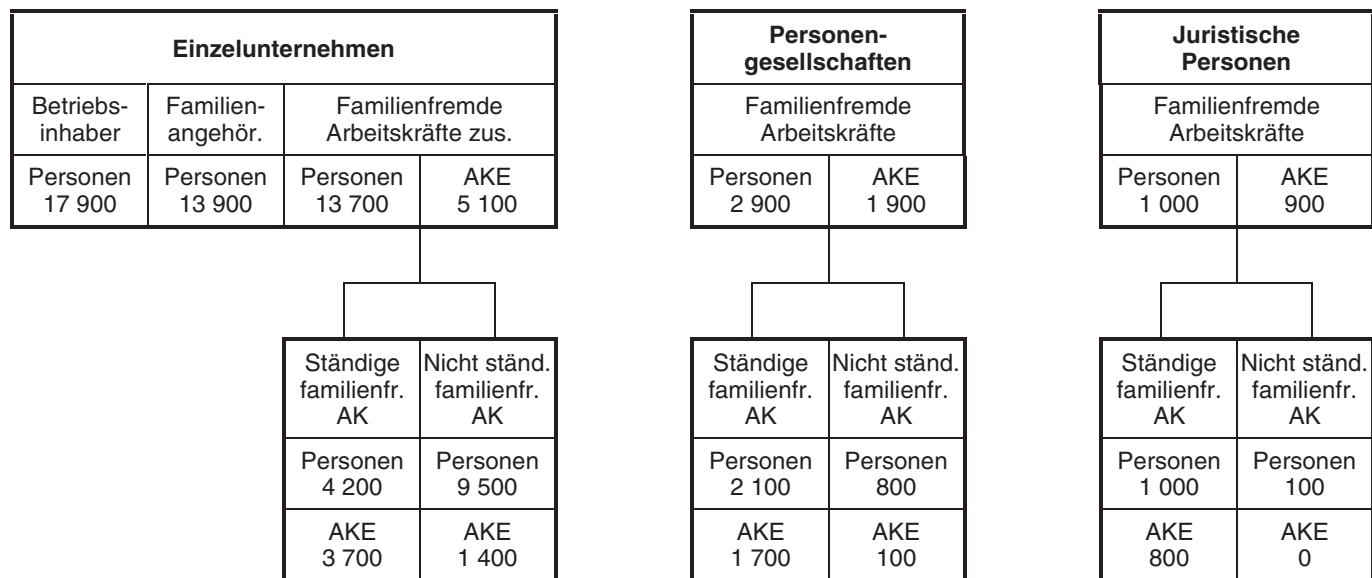 Einzelunternehmen
Betriebs-
inhaber
Familien-
angehör.
Familienfremde
Arbeitskräfte zus.
Personen
17 900
Personen
13 900
Personen
13 700
AKE
5 100
Ständige
familienfr.
AK
Nicht ständ.
familienfr.
AK
Personen
4 200
Personen
9 500
AKE
3 700
AKE
1 400
Personen-
gesellschaften
Familienfremde
Arbeitskräfte
Personen
2 900
AKE
1 900
Ständige
familienfr.
AK
Nicht ständ.
familienfr.
AK
Personen
2 100
Personen
800
AKE
1 700
AKE
100
Juristische
Personen
Familienfremde
Arbeitskräfte
Personen
1 000
AKE
900
Ständige
familienfr.
AK
Nicht ständ.
familienfr.
AK
Personen
1 000
Personen
100
AKE
800
AKE
0